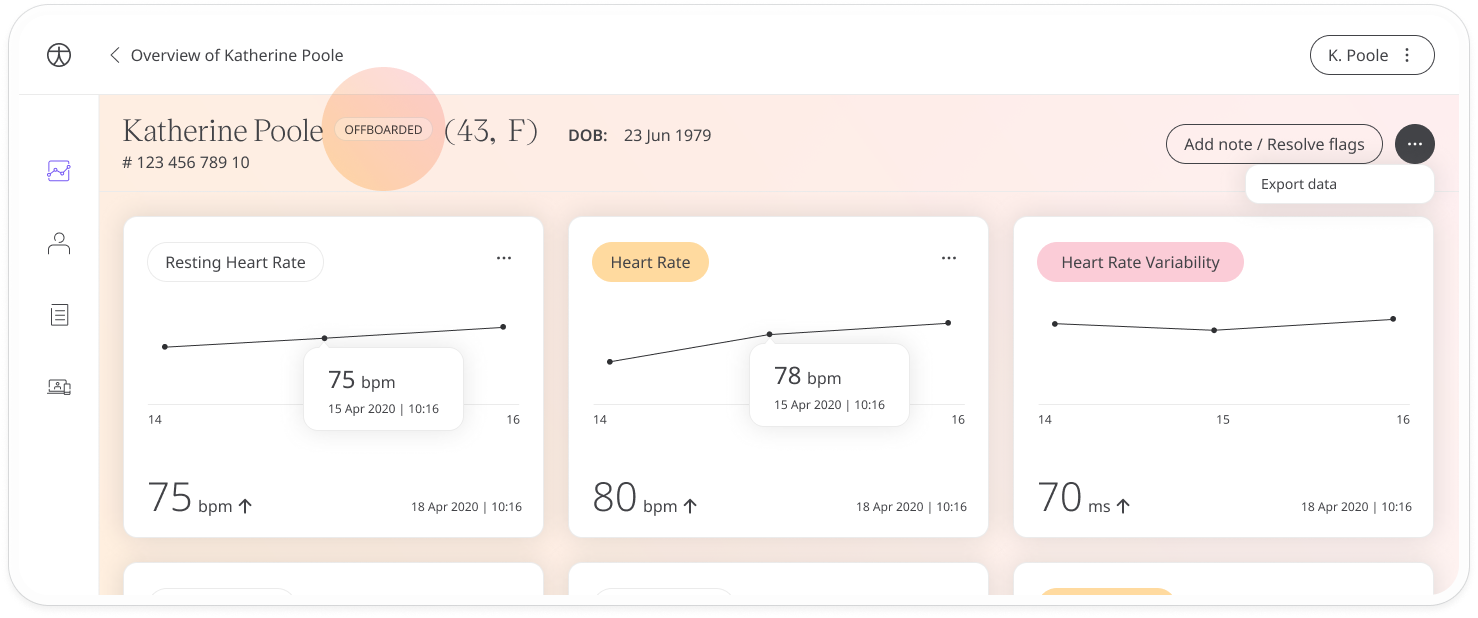 Overview of Katherine Poole
K. Poole
Katherine Poole OFFBOARDED (43, F) DOB: 23 Jun 1979
# 123 456 789 10
Add note / Resolve flags
Export data
Resting Heart Rate
75 bpm
15 Apr 2020 | 10:16
14 16
75 bpm 18 Apr 2020 | 10:16
Heart Rate
78 bpm
15 Apr 2020 | 10:16
14 16
80 bpm 18 Apr 2020 | 10:16
Heart Rate Variability
14 15 16
70 ms 18 Apr 2020 | 10:16